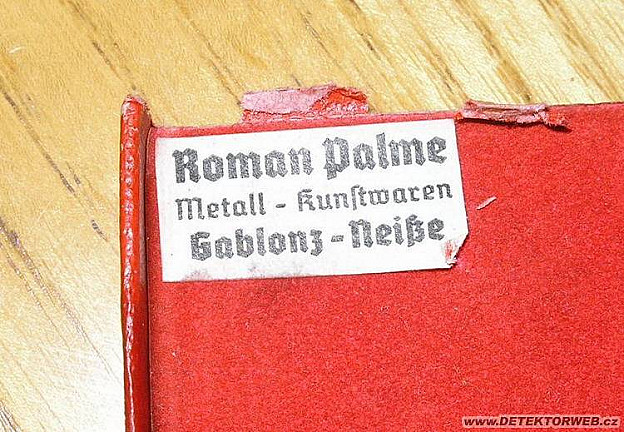 Roman Palme
Metall - Kunstwaren
Gablonz - Neiße
www.DETEKTORWEB.cz